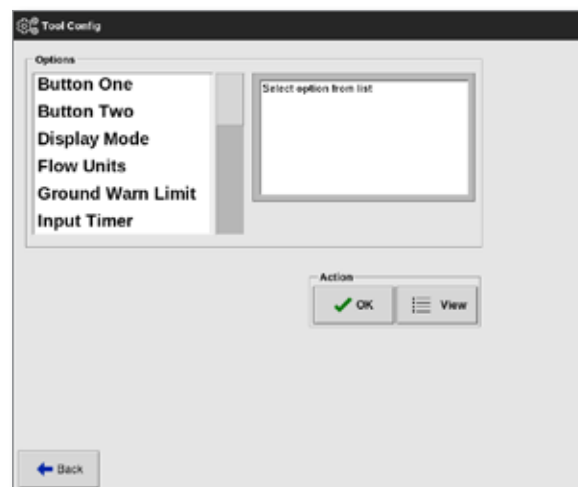 Tool Config
Options
Button One
Button Two
Display Mode
Flow Units
Ground Warn Limit
Input Timer
Select option from list
Action
OK
View
Back